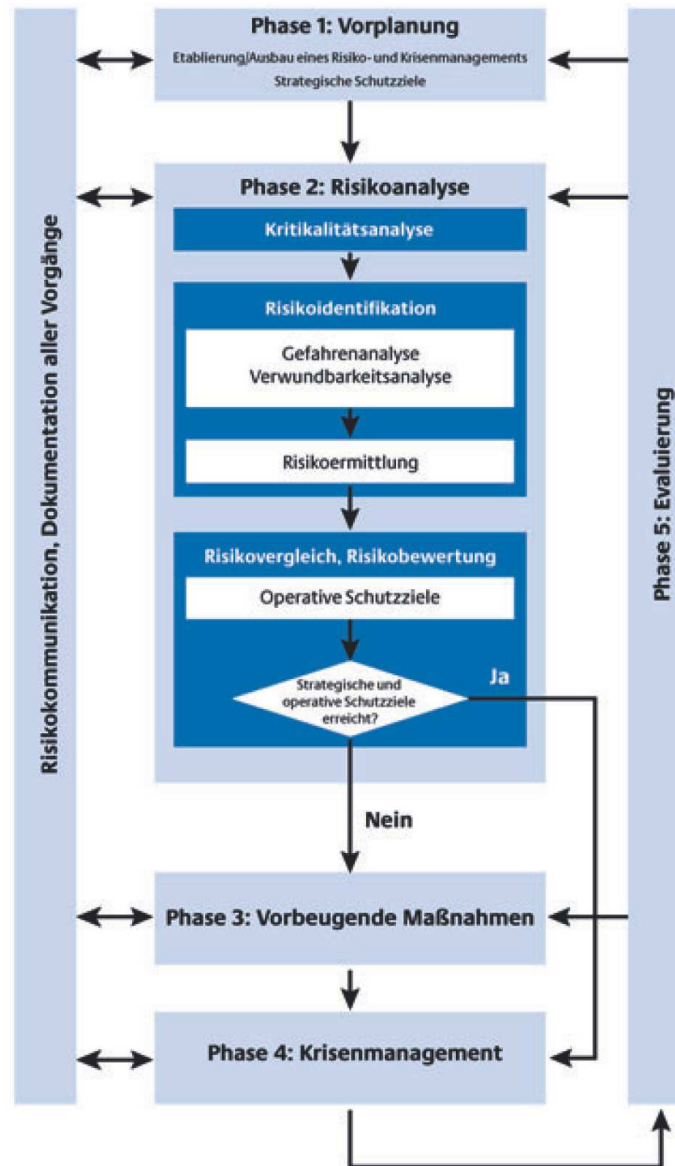 Phase 1: Vorplanung
Etablierung/Ausbau eines Risiko- und Krisenmanagements
Strategische Schutzziele
Phase 2: Risikoanalyse
Kritikalitätsanalyse
Risikoidentifikation
Gefahrenanalyse
Verwundbarkeitsanalyse
Risikoermittlung
Risikovergleich, Risikobewertung
Operative Schutzziele
Strategische und
operative Schutzziele
erreicht?
Ja
Nein
Phase 3: Vorbeugende Maßnahmen
Phase 4: Krisenmanagement
Risikokommunikation, Dokumentation aller Vorgänge
Phase 5: Evaluierung